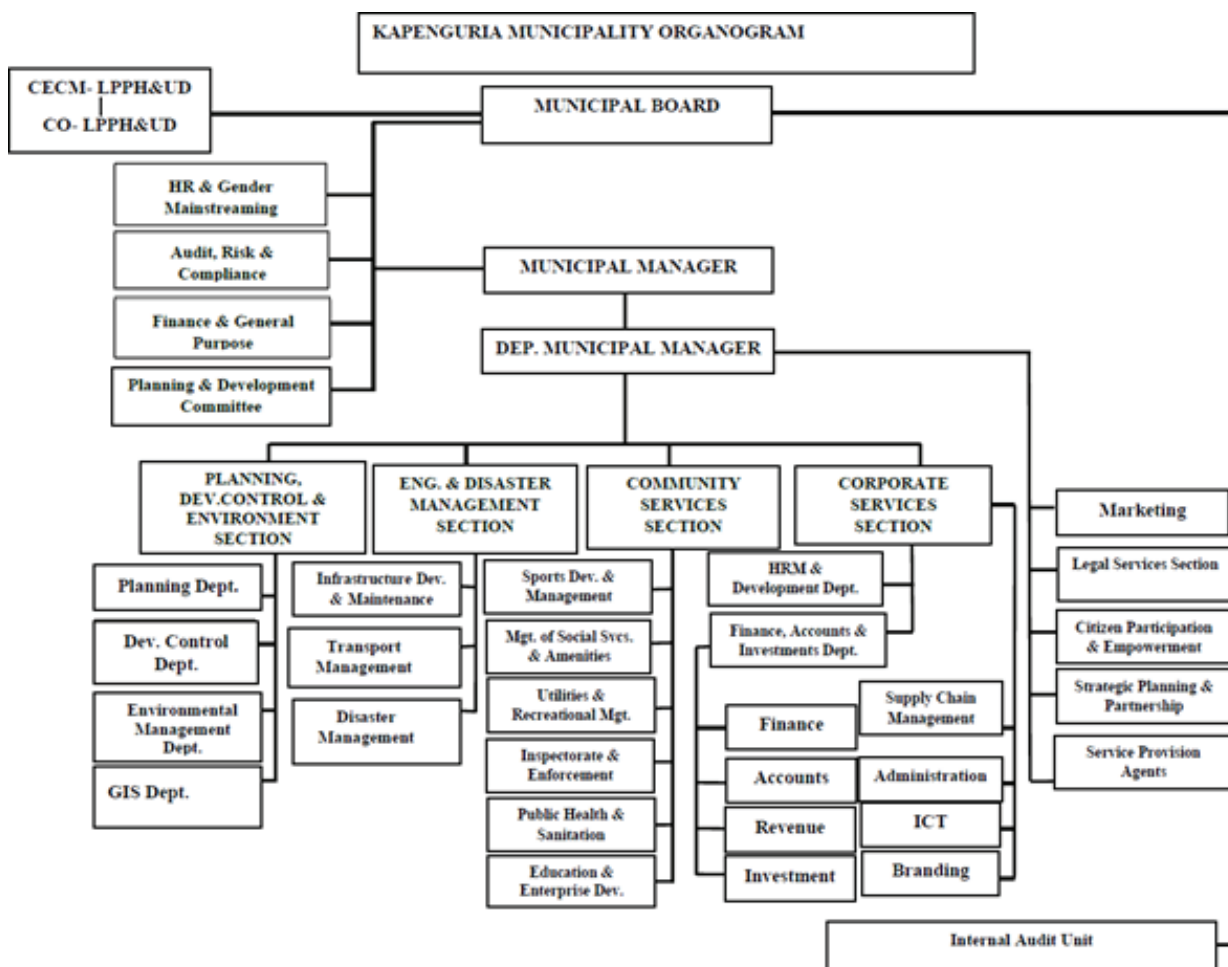 KAPENGURIA MUNICIPALITY ORGANOGRAM
CECM- LPPH&UD
CO- LPPH&UD
MUNICIPAL BOARD
HR & Gender
Mainstreaming
Audit, Risk &
Compliance
Finance & General
Purpose
Planning & Development
Committee
MUNICIPAL MANAGER
DEP. MUNICIPAL MANAGER
PLANNING,
DEV.CONTROL &
ENVIRONMENT
SECTION
ENG. & DISASTER
MANAGEMENT
SECTION
COMMUNITY
SERVICES
SECTION
CORPORATE
SERVICES
SECTION
Planning Dept.
Dev. Control
Dept.
Environmental
Management
Dept.
GIS Dept.
Infrastructure Dev.
& Maintenance
Transport
Management
Disaster
Management
Sports Dev. &
Management
Mgt. of Social Svcs.
& Amenities
Utilities &
Recreational Mgt.
Inspectorate &
Enforcement
Public Health &
Sanitation
Education &
Enterprise Dev.
HRM &
Development Dept.
Finance, Accounts &
Investments Dept.
Finance
Accounts
Revenue
Investment
Supply Chain
Management
Administration
ICT
Branding
Marketing
Legal Services Section
Citizen Participation
& Empowerment
Strategic Planning &
Partnership
Service Provision
Agents
Internal Audit Unit